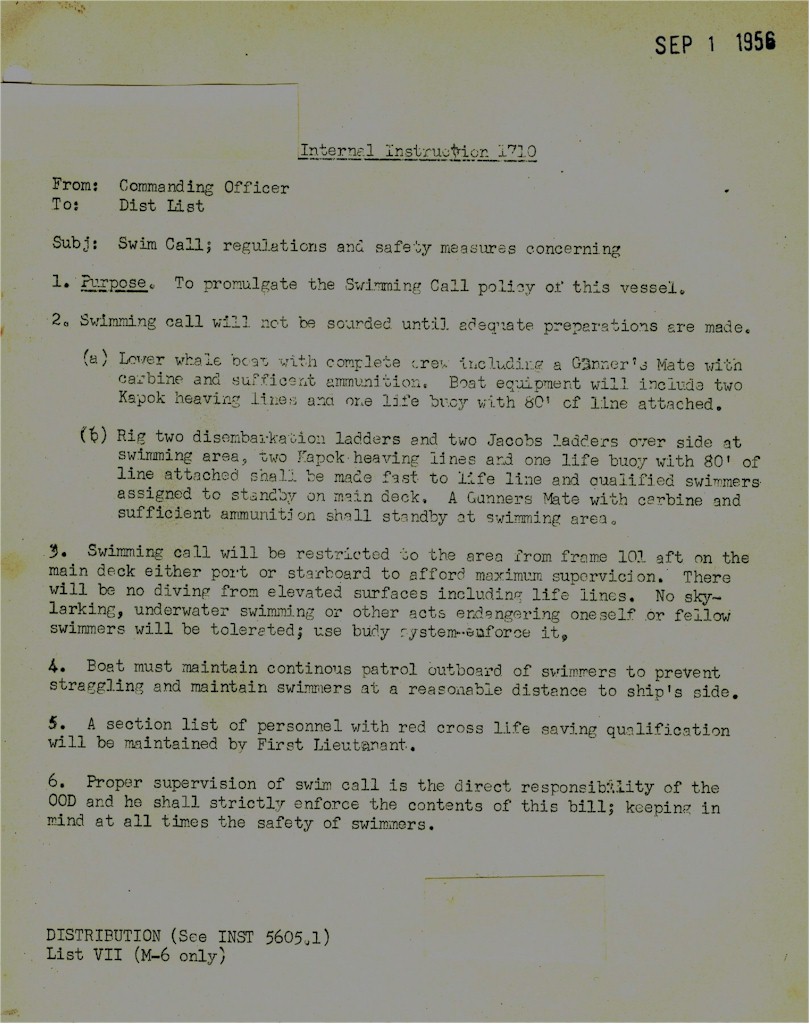 SEP 1 1956
Internal Instruction 1710
From: Commanding Officer
To: Dist List
Subj: Swim Call; regulations and safety measures concerning
1. Purpose. To promulgate the Swimming Call policy of this vessel.
2. Swimming call will not be sounded until adequate preparations are made.
(a) Lower whale boat with complete crew including a Gunner's Mate with
carbine and sufficent ammunition. Boat equipment will include two
Kapok heaving lines and one life buoy with 80' of line attached.
(b) Rig two disembarkation ladders and two Jacobs ladders over side at
swimming area, two Kapok heaving lines and one life buoy with 80' of
line attached shall be made fast to life line and qualified swimmers
assigned to standby on main deck. A Gunners Mate with carbine and
sufficient ammunition shall standby at swimming area.
3. Swimming call will be restricted to the area from frame 101 aft on the
main deck either port or starboard to afford maximum supervicion. There
will be no diving from elevated surfaces including life lines. No sky-
larking, underwater swimming or other acts endangering oneself or fellow
swimmers will be tolerated; use budy system--enforce it,
4. Boat must maintain continous patrol outboard of swimmers to prevent
straggling and maintain swimmers at a reasonable distance to ship's side.
5. A section list of personnel with red cross life saving qualification
will be maintained by First Lieutanant.
6. Proper supervision of swim call is the direct responsibility of the
OOD and he shall strictly enforce the contents of this bill; keeping in
mind at all times the safety of swimmers.
DISTRIBUTION (See INST 5605.1)
List VII (M-6 only)